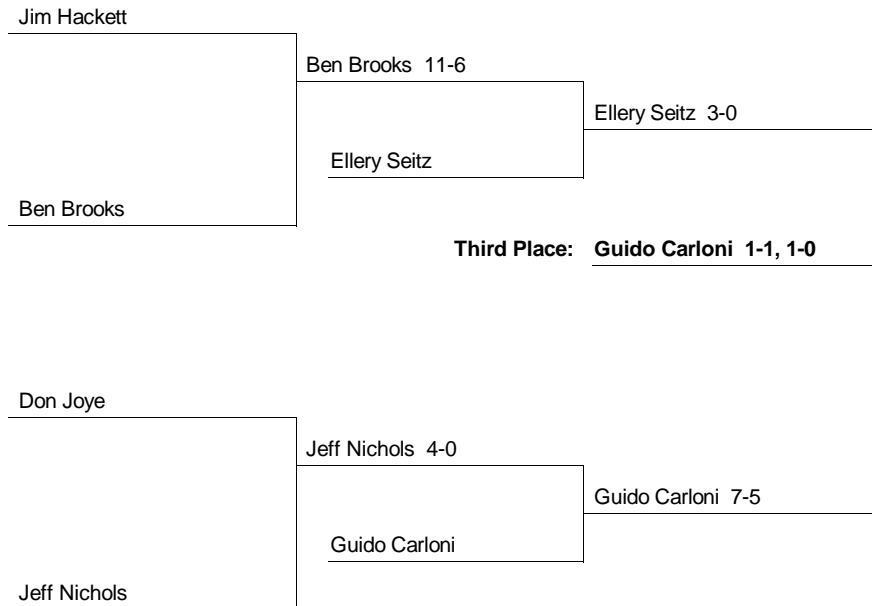 Jim Hackett
Ben Brooks 11-6
Ellery Seitz 3-0
Ellery Seitz
Ben Brooks
Third Place: Guido Carloni 1-1, 1-0
Don Joye
Jeff Nichols 4-0
Guido Carloni 7-5
Guido Carloni
Jeff Nichols